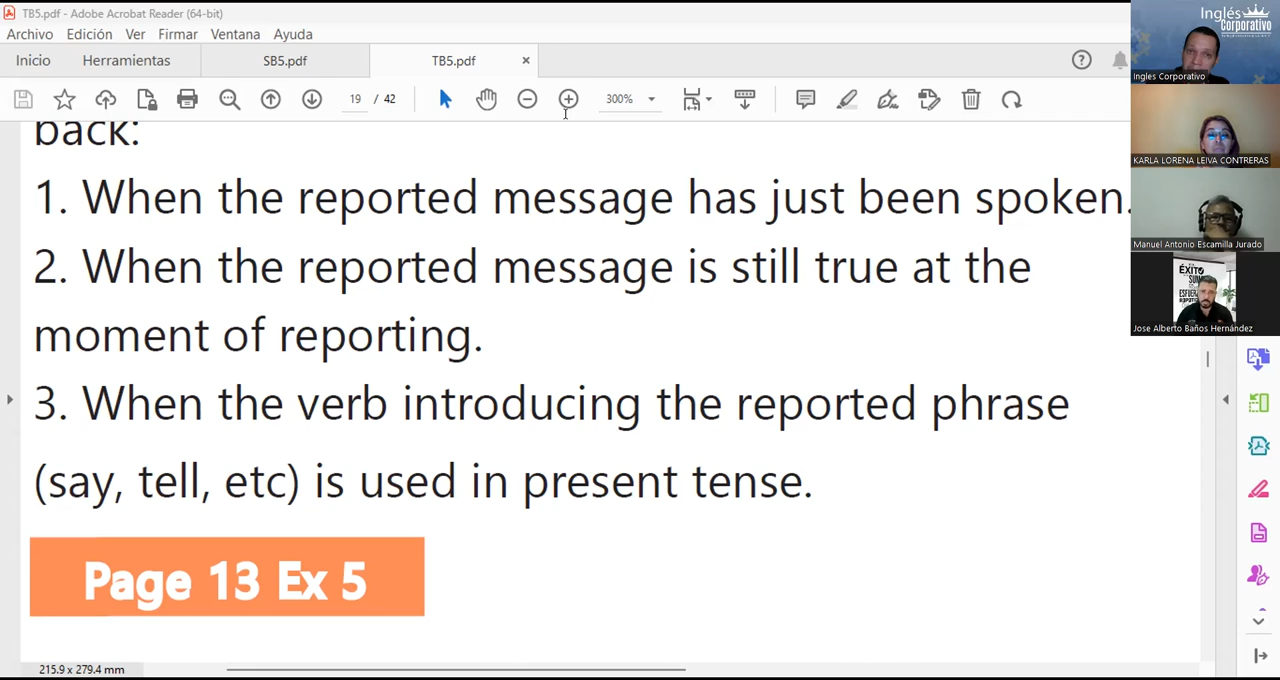 TB5.pdf - Adobe Acrobat Reader (64-bit)
Archivo Edición Ver Firmar Ventana Ayuda
Inicio Herramientas SB5.pdf TB5.pdf ×
19 / 42 300%
back:
1. When the reported message has just been spoken.
2. When the reported message is still true at the
moment of reporting.
3. When the verb introducing the reported phrase
(say, tell, etc) is used in present tense.
Page 13 Ex 5
215.9 x 279.4 mm
Inglés
Corporativo
Ingles Corporativo
KARLA LORENA LEIVA CONTRERAS
Manuel Antonio Escamilla Jurado
ÉXITO
Jose Alberto Baños Hernández